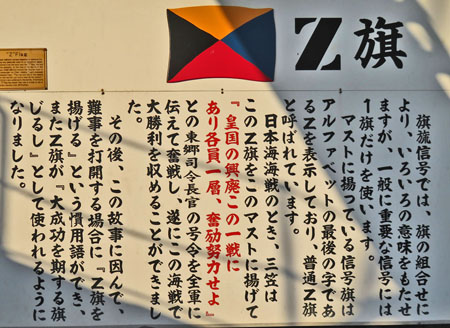 Z旗
旗旒信号では、旗の組合せに
より、いろいろの意味をもたせ
ますが、一般に重要な信号には
1旗だけを使います。
マストに揚っている信号旗は
アルファベットの最後の字であ
るZを表示しており、普通Z旗
と呼ばれています。
日本海海戦のとき、三笠は
このZ旗をこのマストに揚げて
『皇国の興廃この一戦に
あり各員一層、奮励努力せよ』
との東郷司令長官の号令を全軍に
伝えて奮戦し、遂にこの海戦で
大勝利を収めることができまし
た。
その後、この故事に因んで、
難事を打開する場合に『Z旗を
揚げる』という慣用語ができ、
またZ旗が『大成功を期する旗
じるし』として使われるように
なりました。